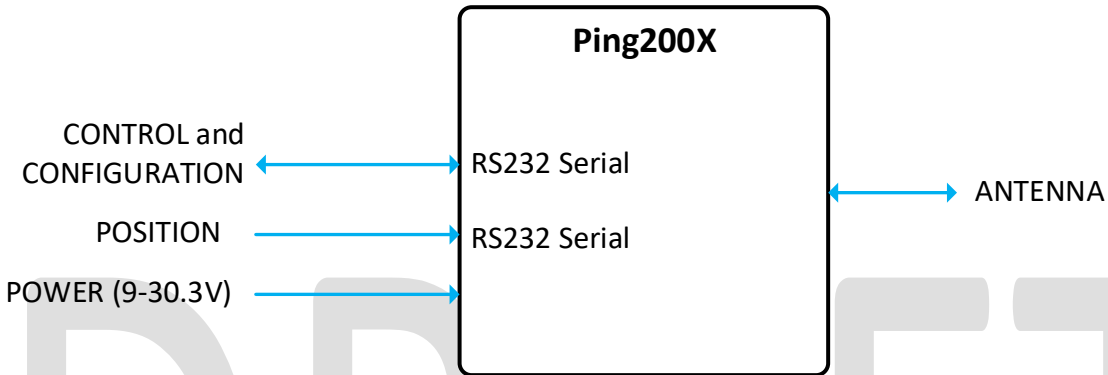 Ping200X
CONTROL and
CONFIGURATION
RS232 Serial
ANTENNA
POSITION
RS232 Serial
POWER (9-30.3V)